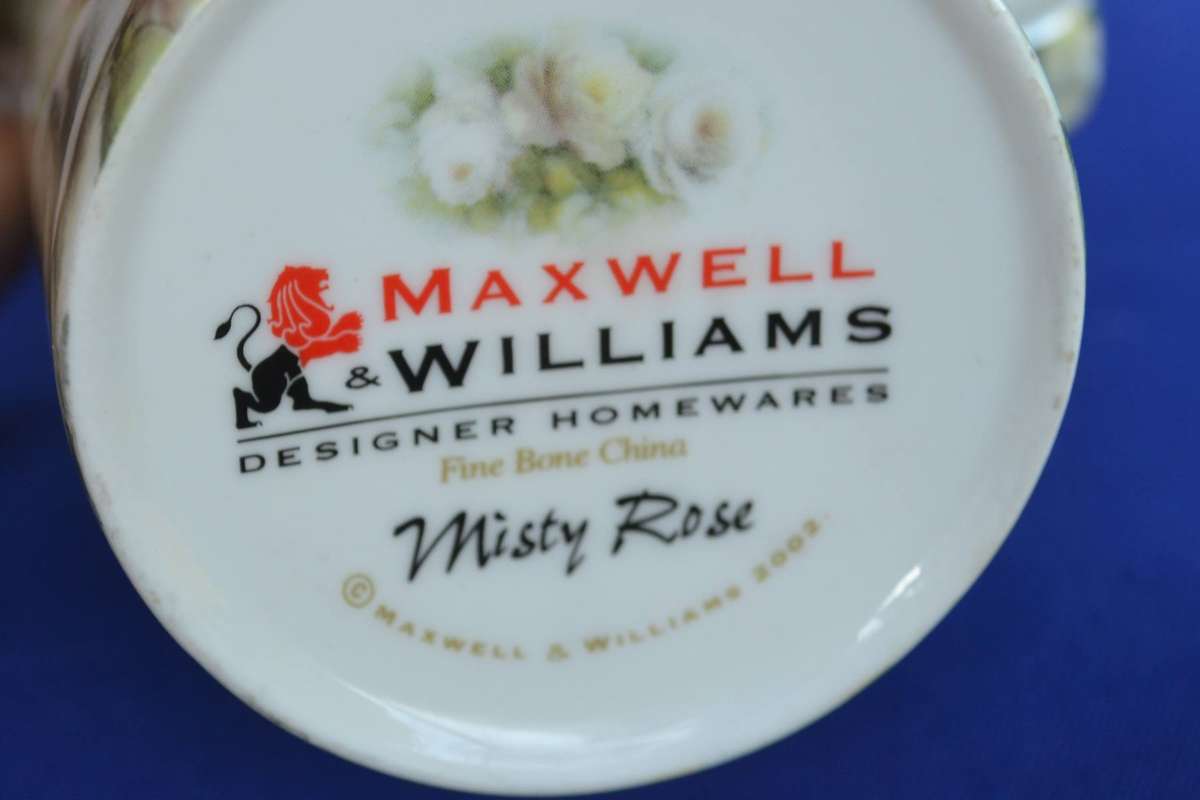 MAXWELL
& WILLIAMS
DESIGNER HOMEWARES
Fine Bone China
Misty Rose
© MAXWELL & WILLIAMS 2002.